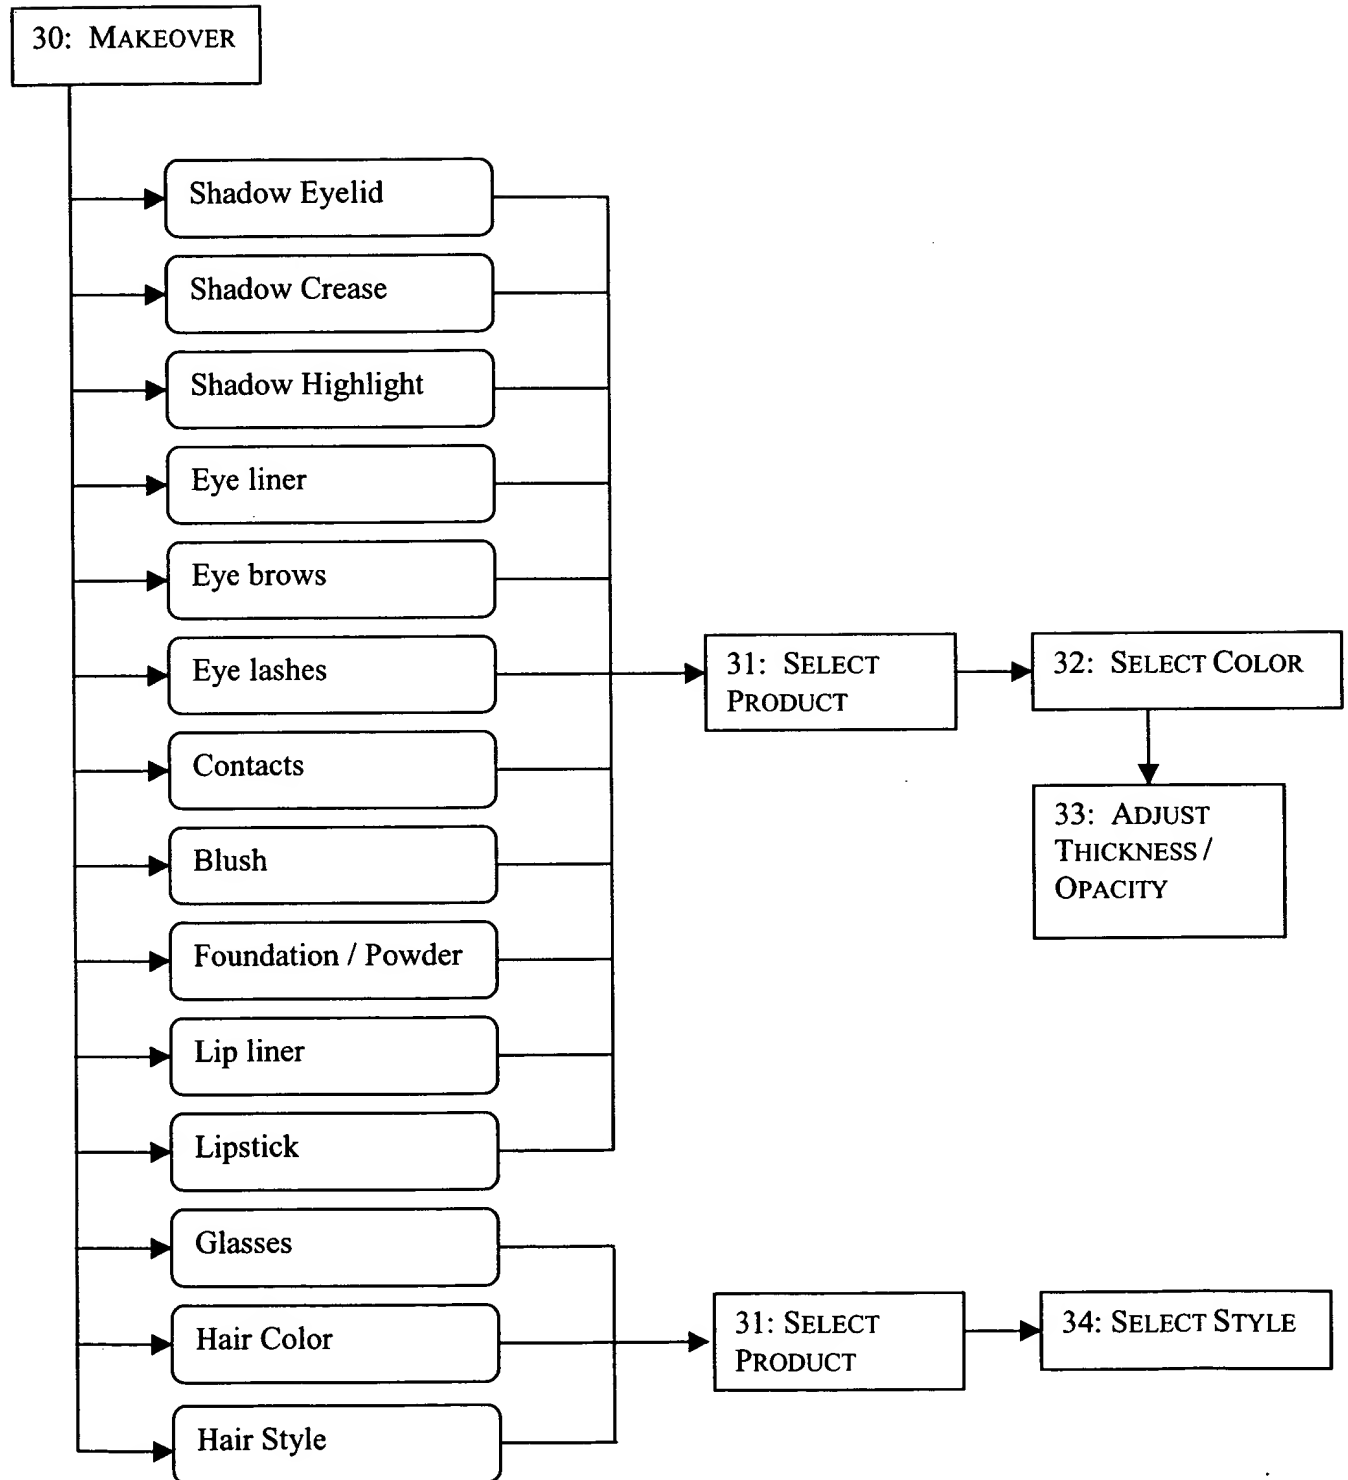 30: MAKEOVER
Shadow Eyelid
Shadow Crease
Shadow Highlight
Eye liner
Eye brows
Eye lashes
Contacts
Blush
Foundation / Powder
Lip liner
Lipstick
Glasses
Hair Color
Hair Style
31: SELECT
PRODUCT
32: SELECT COLOR
33: ADJUST
THICKNESS /
OPACITY
31: SELECT
PRODUCT
34: SELECT STYLE